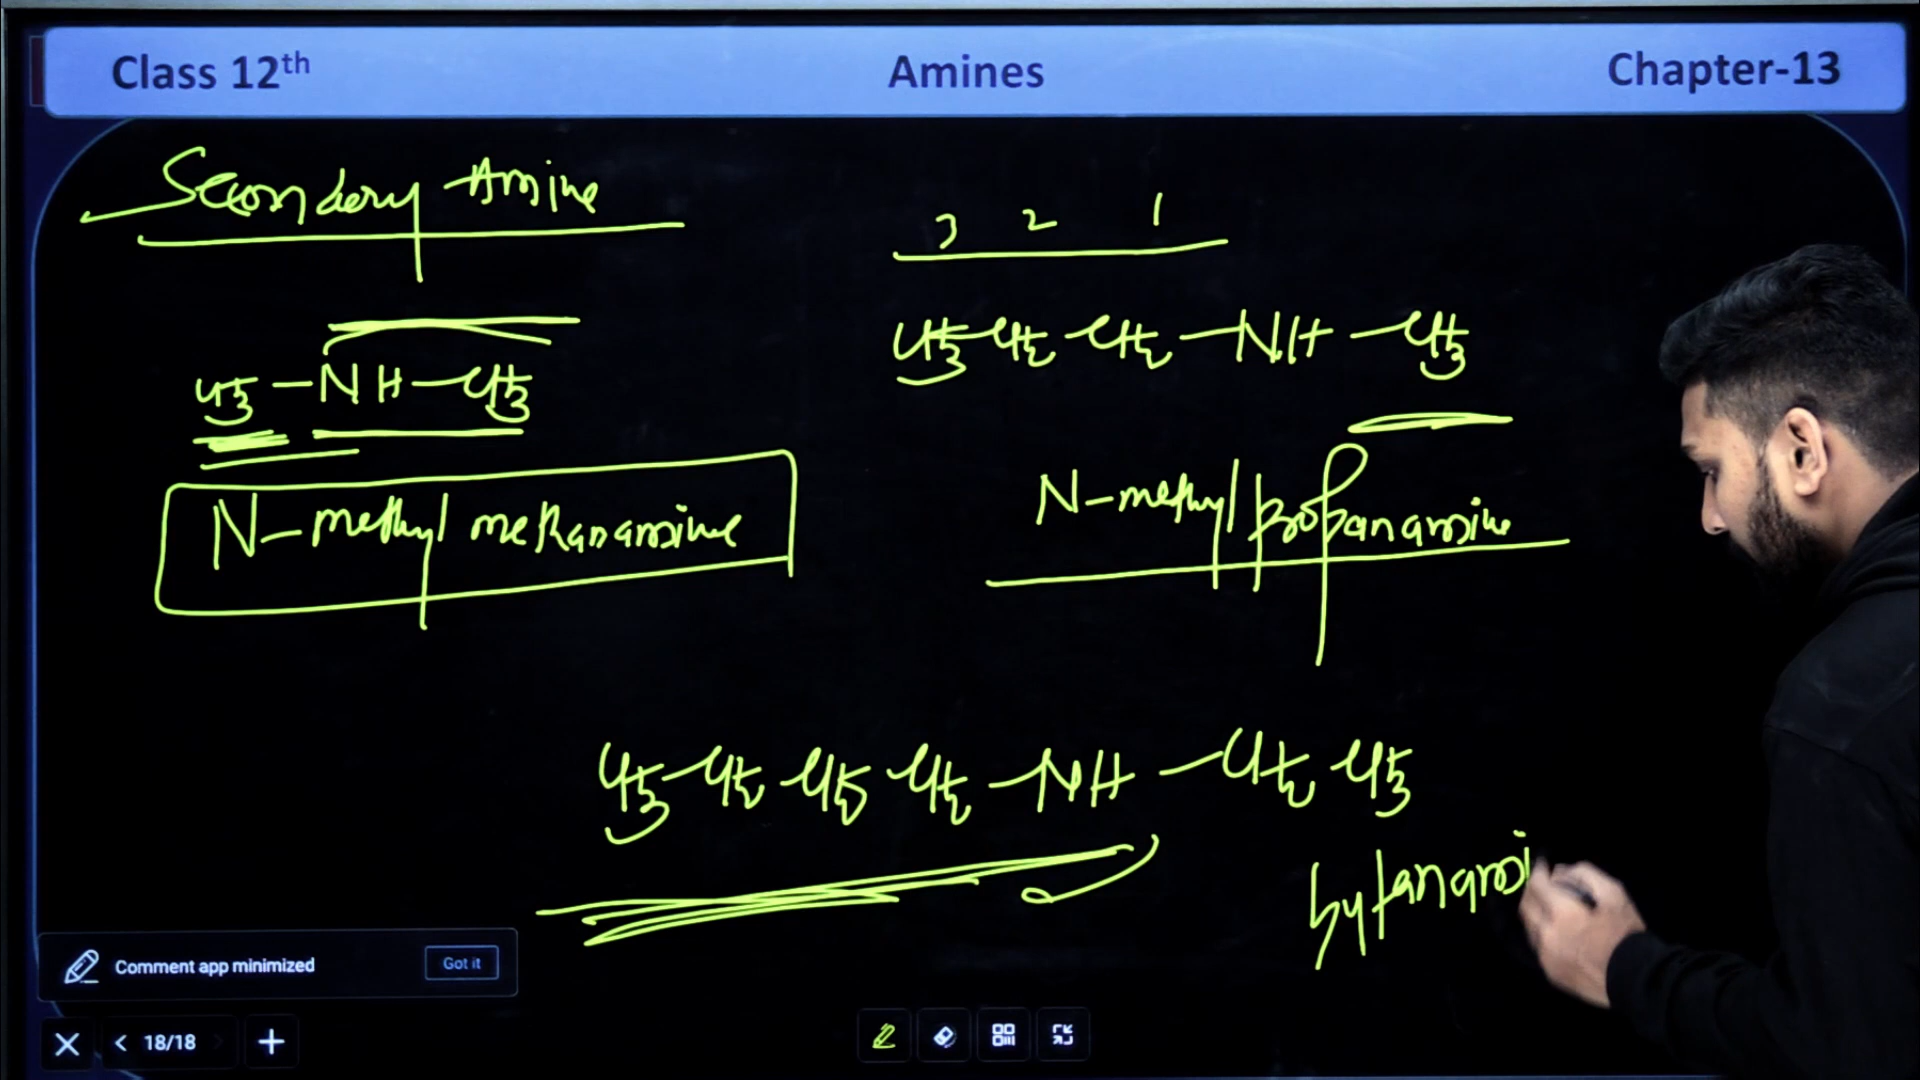 Class 12th Amines Chapter-13
Secondary Amine
3 2 1
CH3-NH-CH3
CH3-CH2-CH2-NH-CH3
N-methyl methanamine
N-methyl propanamine
CH3-CH2-CH2-CH2-NH-CH2 CH3
butanami
Comment app minimized Got it
18/18